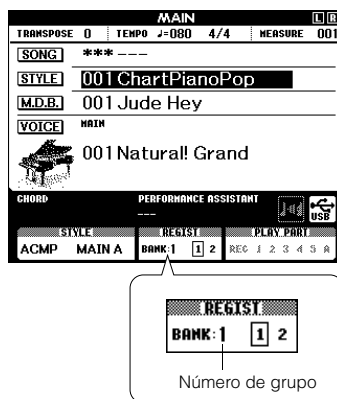 MAIN L R
TRANSPOSE 0 TEMPO ♩=080 4/4 MEASURE 001
SONG *** ---
STYLE 001 ChartPianoPop
M.D.B. 001 Jude Hey
VOICE MAIN
001 Natural! Grand
CHORD PERFORMANCE ASSISTANT
---
USB
STYLE REGIST PLAY PART
ACMP MAIN A BANK:1 1 2 REC 1 2 3 4 5 A
REGIST
BANK:1 1 2
Número de grupo